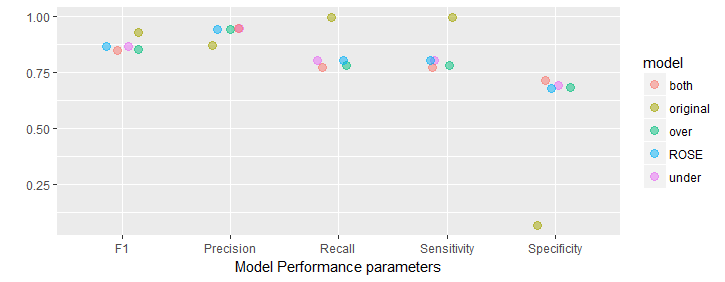 1.00
0.75
0.50
0.25
F1 Precision Recall Sensitivity Specificity
Model Performance parameters
model
both
original
over
ROSE
under